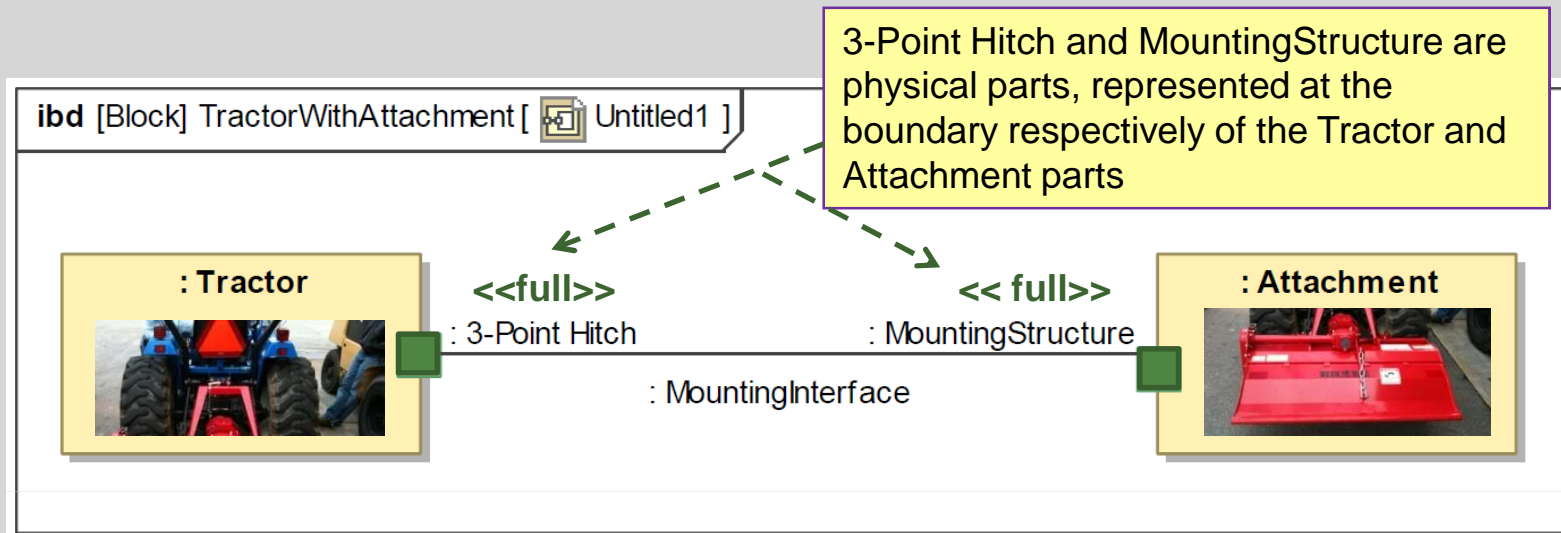 3-Point Hitch and MountingStructure are
physical parts, represented at the
boundary respectively of the Tractor and
Attachment parts
ibd [Block] TractorWithAttachment [ Untitled1 ]
: Tractor
<<full>>
<< full>>
: Attachment
: 3-Point Hitch
: MountingStructure
: MountingInterface